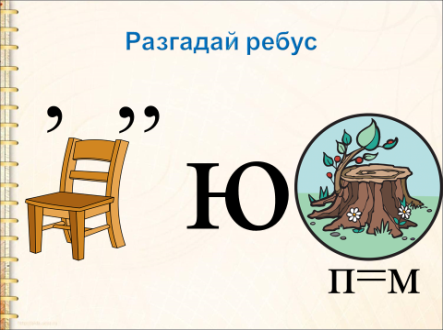 Разгадай ребус
, ,,
ю
п=м